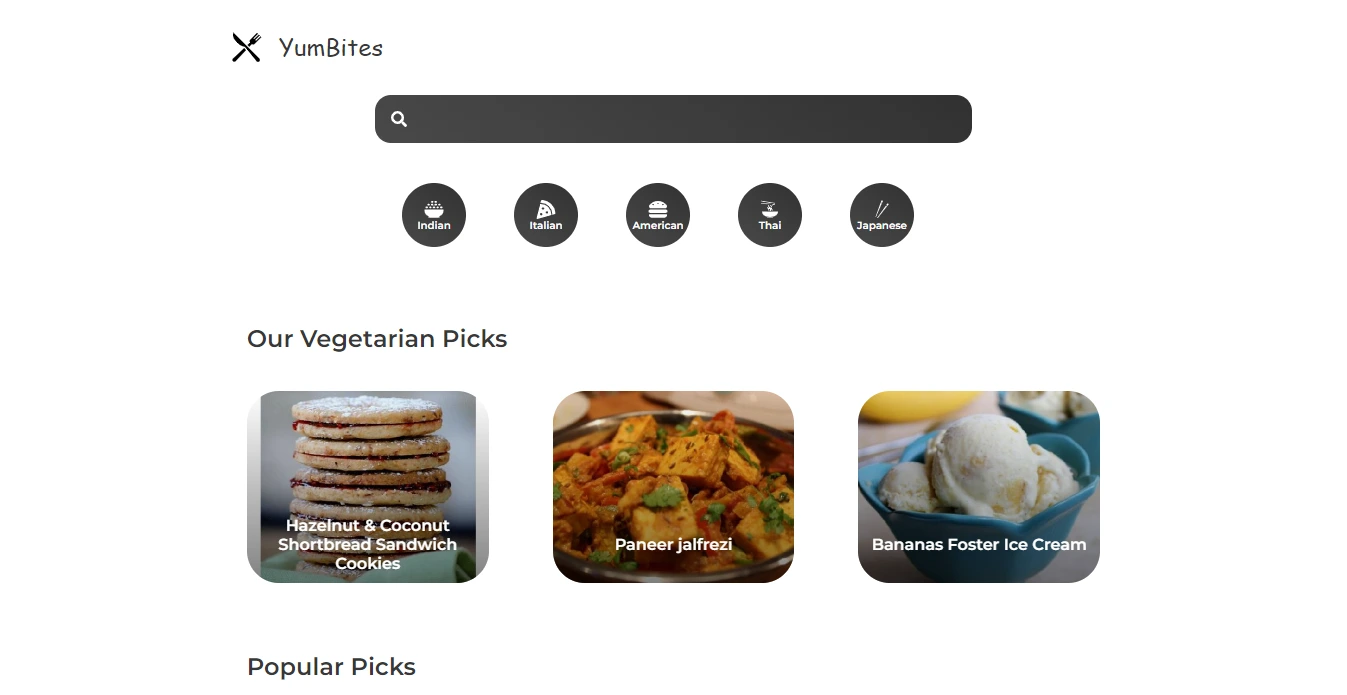 YumBites
Indian
Italian
American
Thai
Japanese
Our Vegetarian Picks
Hazelnut & Coconut
Shortbread Sandwich
Cookies
Paneer jalfrezi
Bananas Foster Ice Cream
Popular Picks